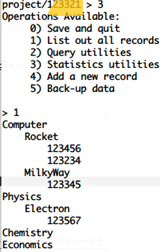 project/123321 > 3
Operations Available:
0) Save and quit
1) List out all records
2) Query utilities
3) Statistics utilities
4) Add a new record
5) Back-up data
> 1
Computer
Rocket
123456
123234
MilkyWay
123345
Physics
Electron
123567
Chemistry
Economics